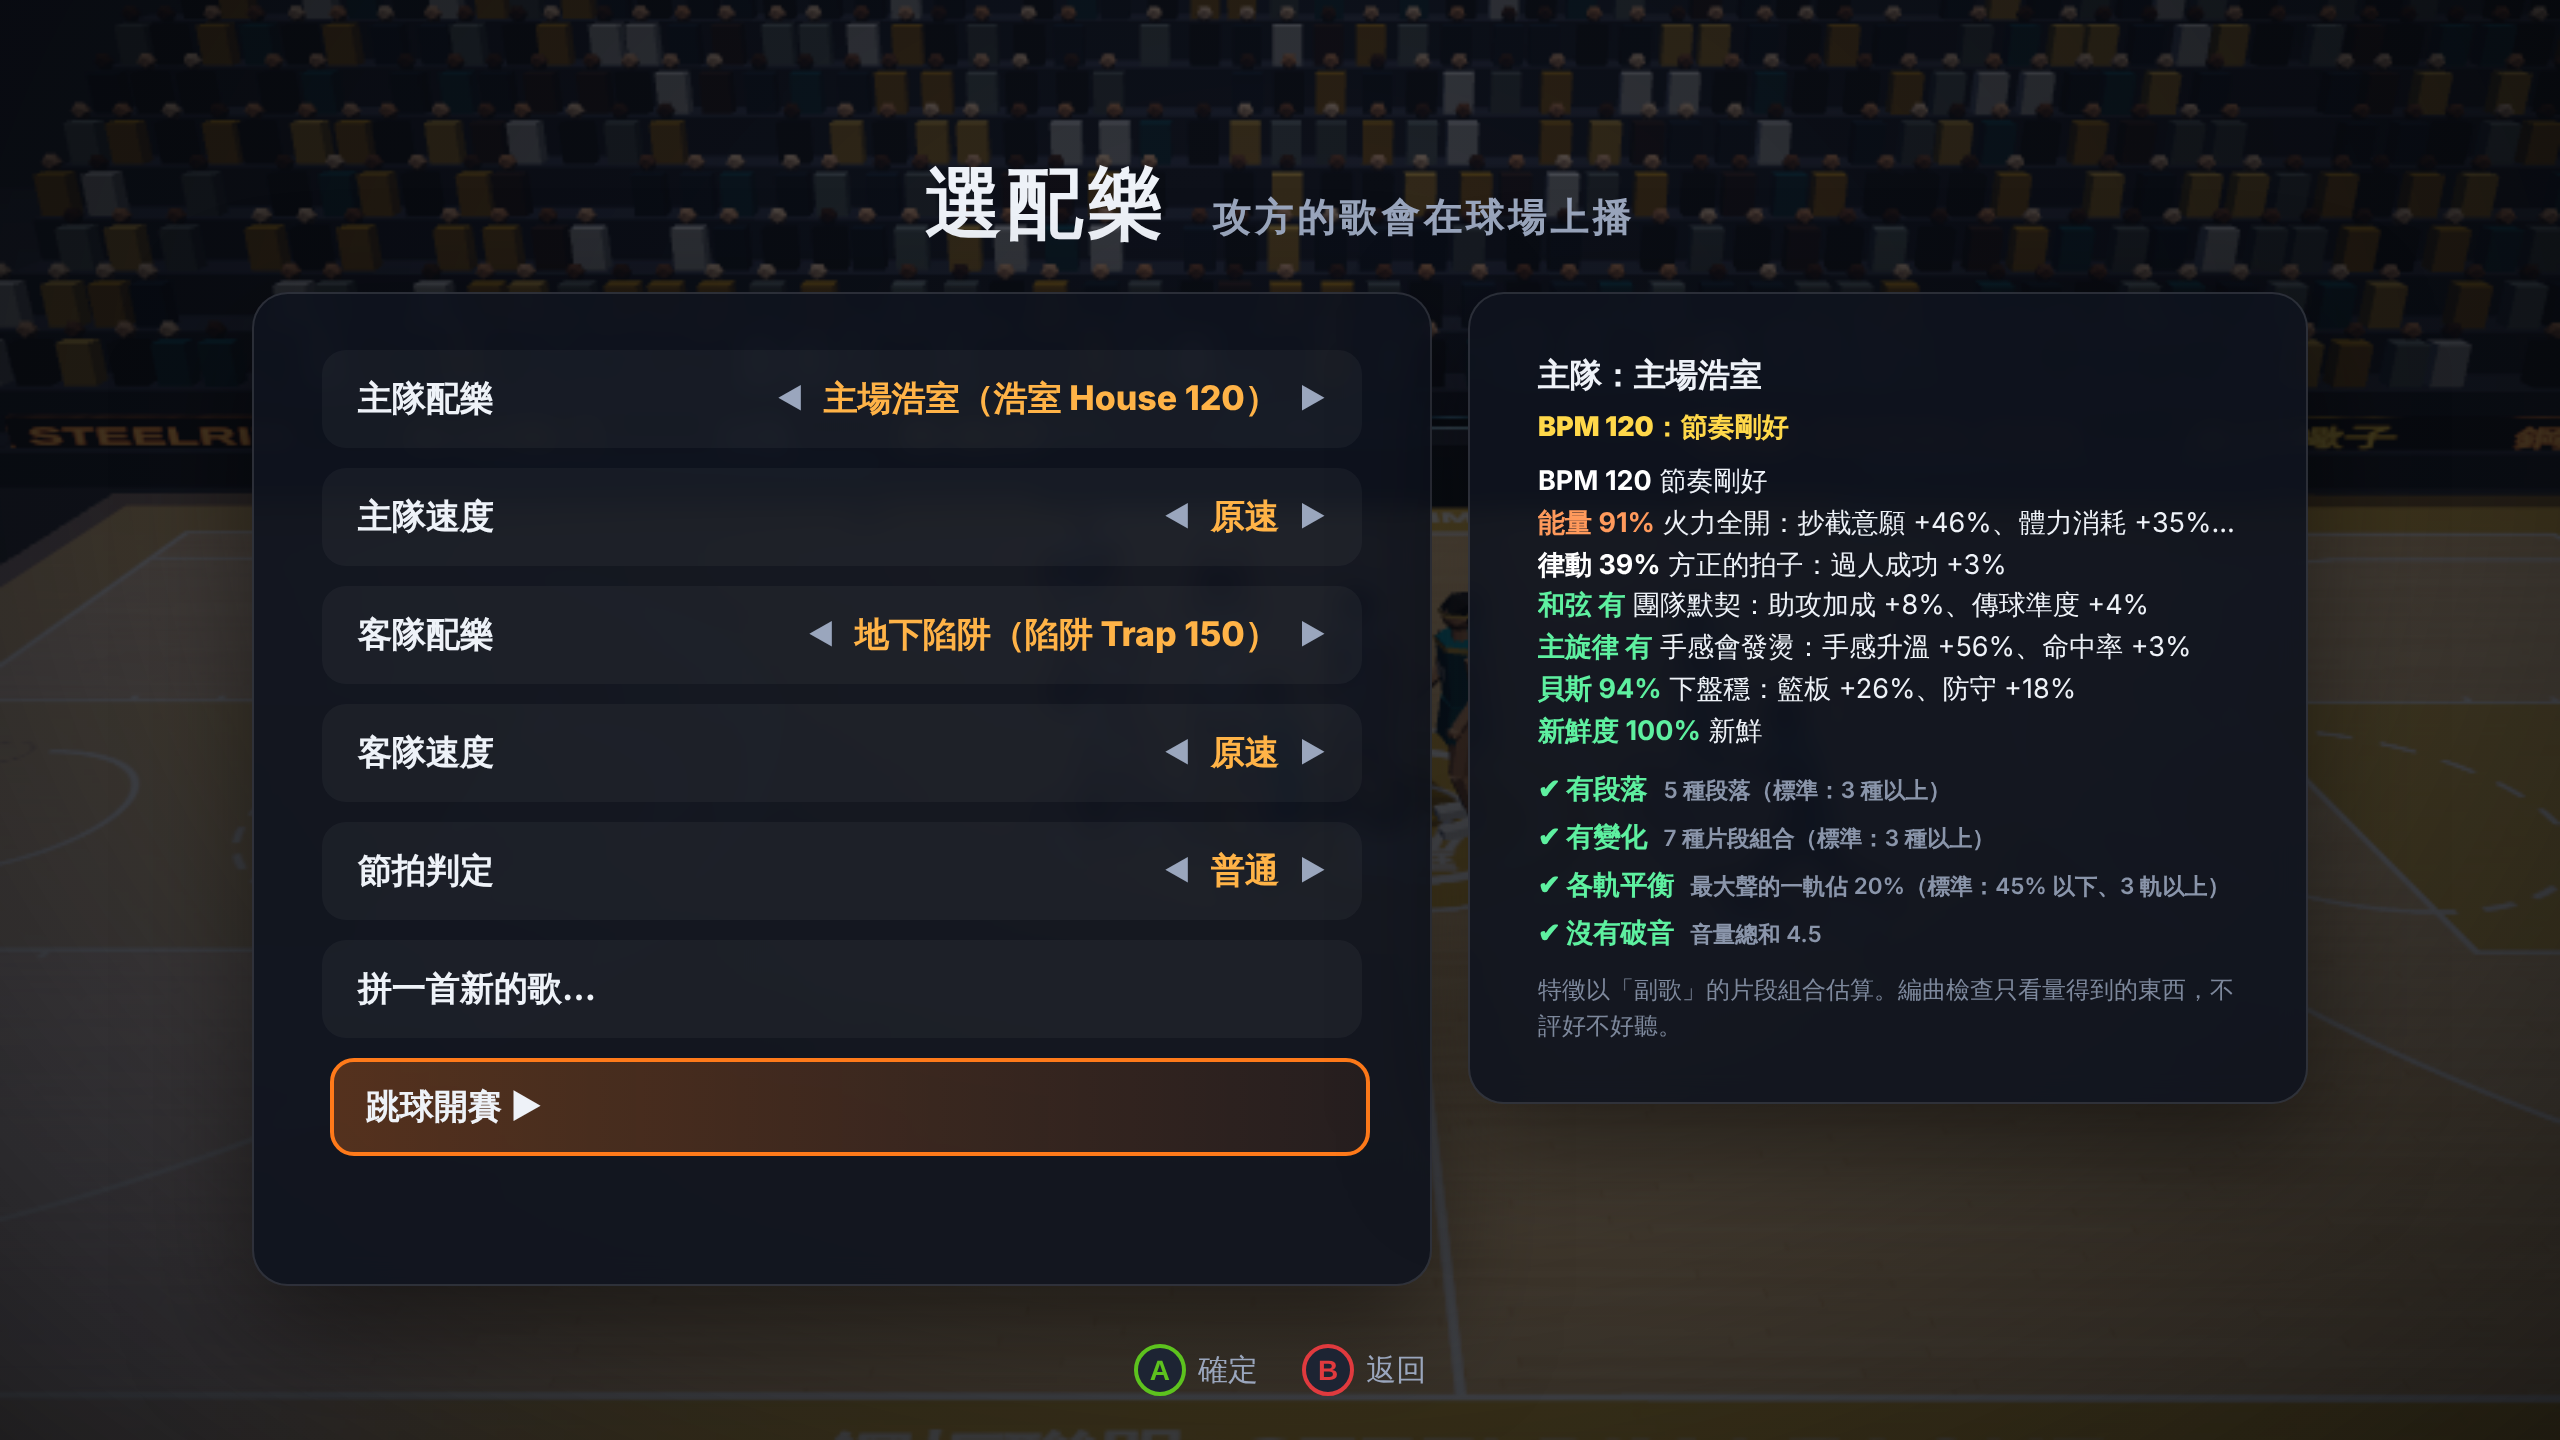 選配樂 攻方的歌會在球場上播
STEELRI
主隊配樂 ◀ 主場浩室（浩室 House 120） ▶
主隊速度 ◀ 原速 ▶
客隊配樂 ◀ 地下陷阱（陷阱 Trap 150） ▶
客隊速度 ◀ 原速 ▶
節拍判定 ◀ 普通 ▶
拼一首新的歌…
跳球開賽 ▶
主隊：主場浩室
BPM 120：節奏剛好
BPM 120 節奏剛好
能量 91% 火力全開：抄截意願 +46%、體力消耗 +35%…
律動 39% 方正的拍子：過人成功 +3%
和弦 有 團隊默契：助攻加成 +8%、傳球準度 +4%
主旋律 有 手感會發燙：手感升溫 +56%、命中率 +3%
貝斯 94% 下盤穩：籃板 +26%、防守 +18%
新鮮度 100% 新鮮
✔ 有段落 5 種段落（標準：3 種以上）
✔ 有變化 7 種片段組合（標準：3 種以上）
✔ 各軌平衡 最大聲的一軌佔 20%（標準：45% 以下、3 軌以上）
✔ 沒有破音 音量總和 4.5
特徵以「副歌」的片段組合估算。編曲檢查只看量得到的東西，不
評好不好聽。
A 確定 B 返回